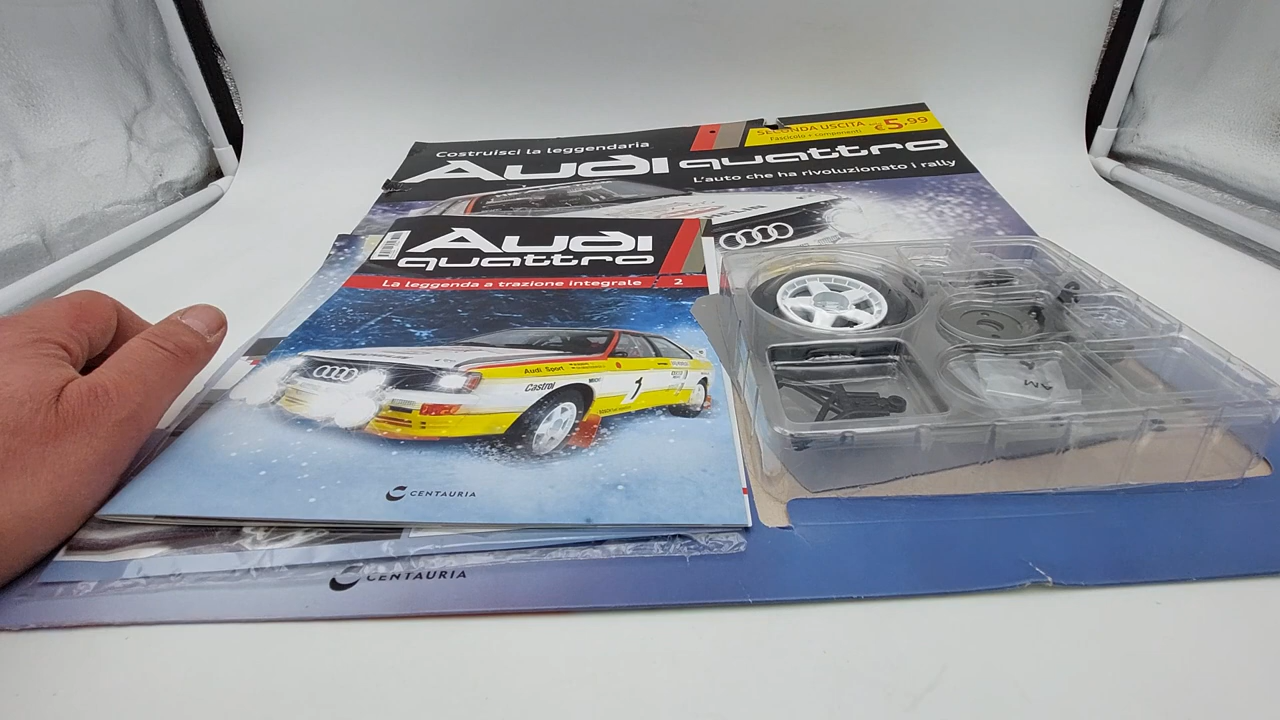 Costruisci la leggendaria
SECONDA USCITA €5,99
Fascicolo + componenti
Audi quattro
L'auto che ha rivoluzionato i rally
Audi
quattro
La leggenda a trazione integrale 2
Audi Sport
Castrol
1
CENTAURIA
CENTAURIA
AM